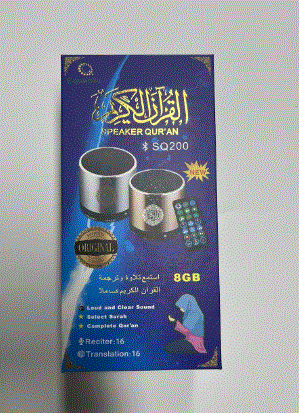 القرآن الكريم
SPEAKER QUR'AN
SQ200
NEW
ORIGINAL
استمع تلاوة وترجمة
8GB
القرآن الكريم كاملا
Loud and Clear Sound
Select Surah
Complete Qur'an
Reciter:16
Translation:16